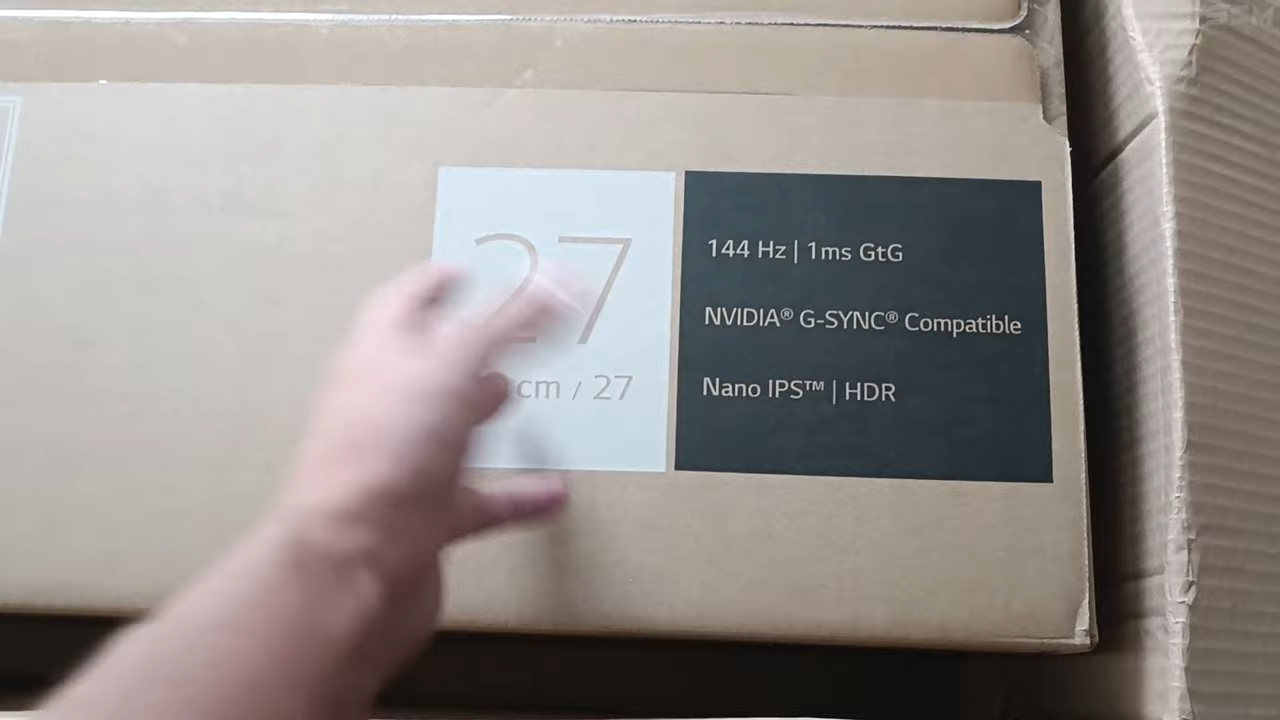 27
cm / 27
144 Hz | 1ms GtG
NVIDIA® G-SYNC® Compatible
Nano IPS™ | HDR